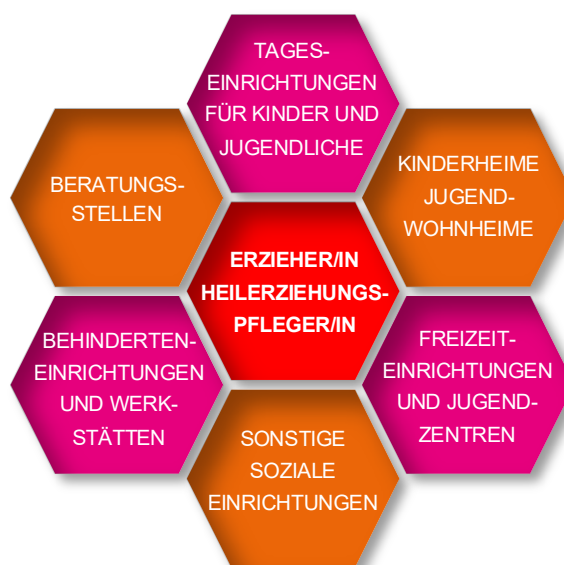 TAGES-
EINRICHTUNGEN
FÜR KINDER UND
JUGENDLICHE
BERATUNGS-
STELLEN
KINDERHEIME
JUGEND-
WOHNHEIME
ERZIEHER/IN
HEILERZIEHUNGS-
PFLEGER/IN
BEHINDERTEN-
EINRICHTUNGEN
UND WERK-
STÄTTEN
FREIZEIT-
EINRICHTUNGEN
UND JUGEND-
ZENTREN
SONSTIGE
SOZIALE
EINRICHTUNGEN